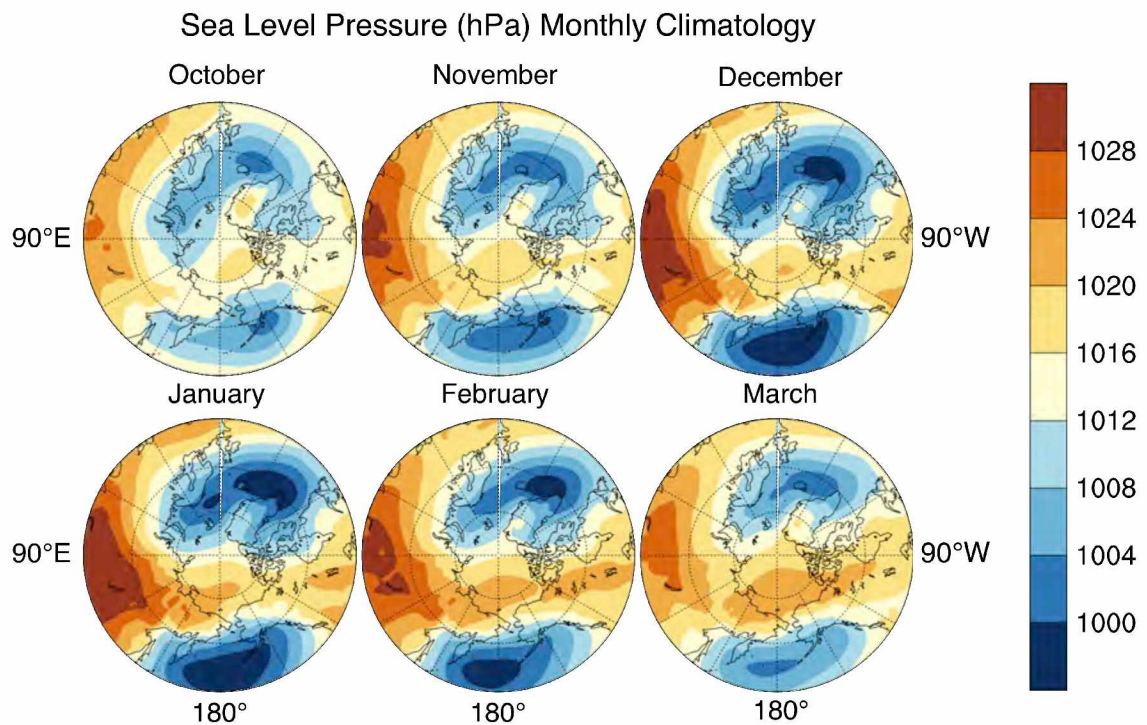 Sea Level Pressure (hPa) Monthly Climatology
October November December
90°E 90°W
January February March
90°E 90°W
180° 180° 180°
1028
1024
1020
1016
1012
1008
1004
1000